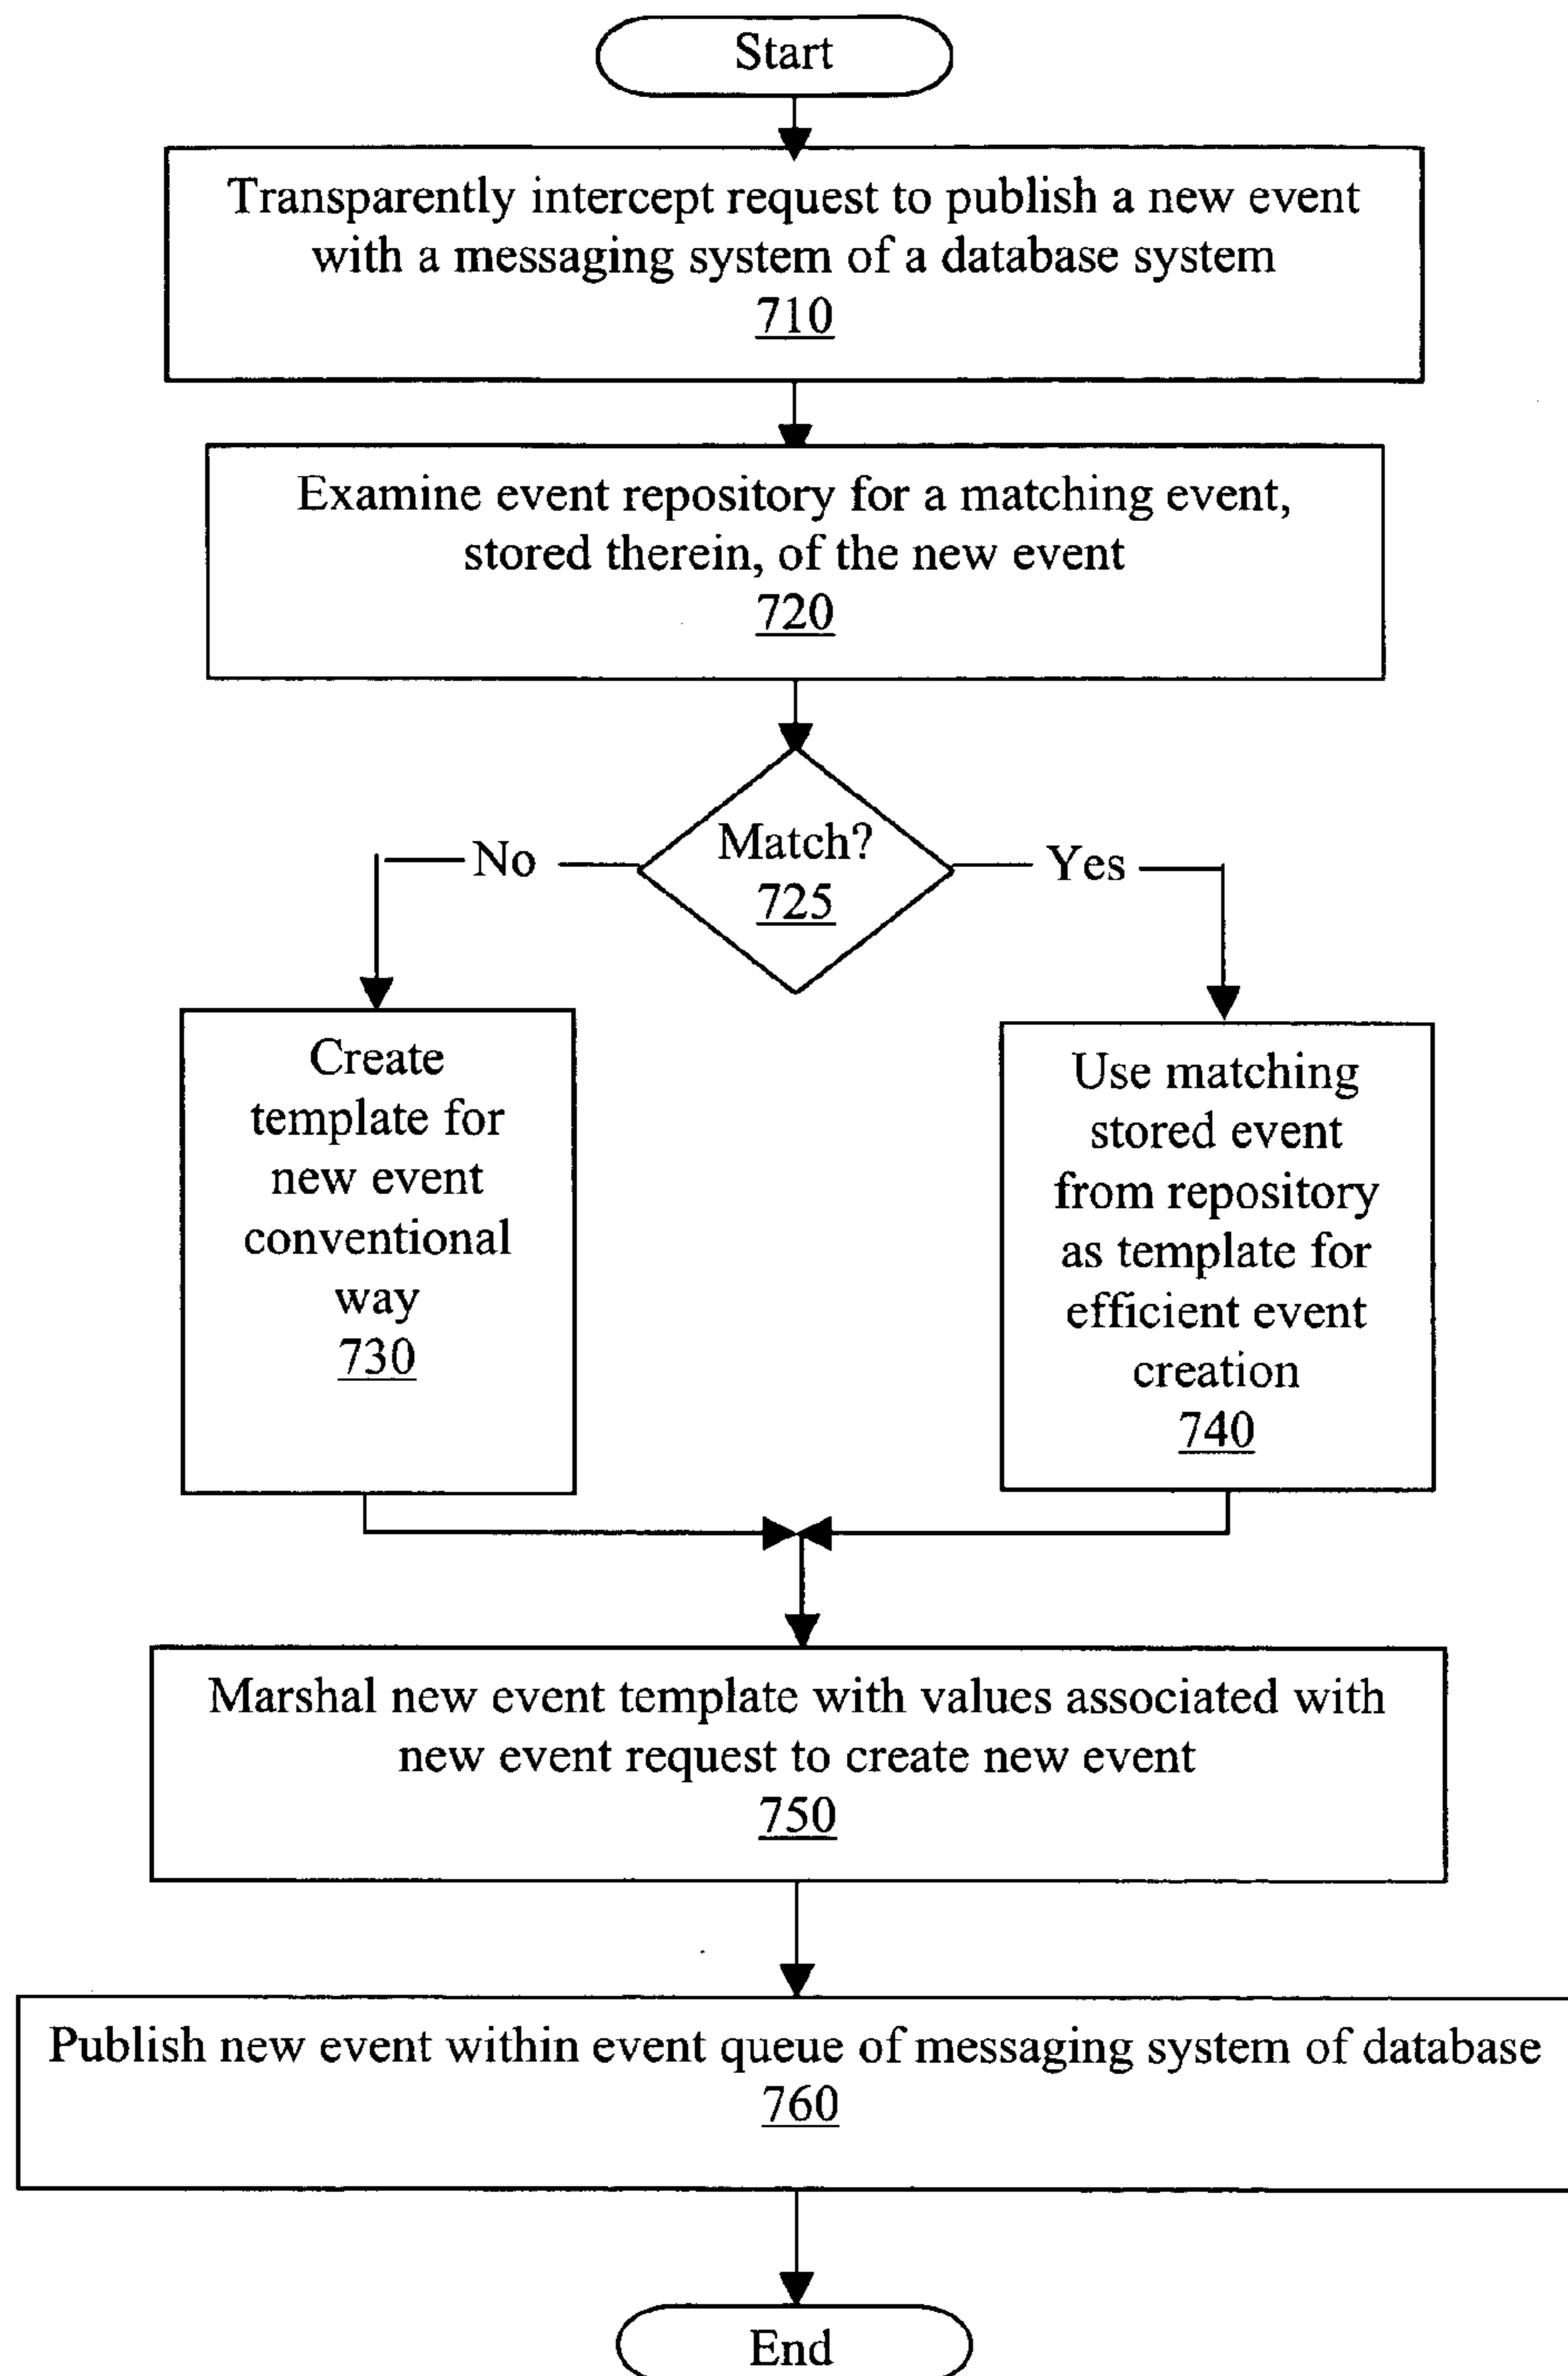 Start
Transparently intercept request to publish a new event
with a messaging system of a database system
710
Examine event repository for a matching event,
stored therein, of the new event
720
Match?
725
No
Yes
Create
template for
new event
conventional
way
730
Use matching
stored event
from repository
as template for
efficient event
creation
740
Marshal new event template with values associated with
new event request to create new event
750
Publish new event within event queue of messaging system of database
760
End